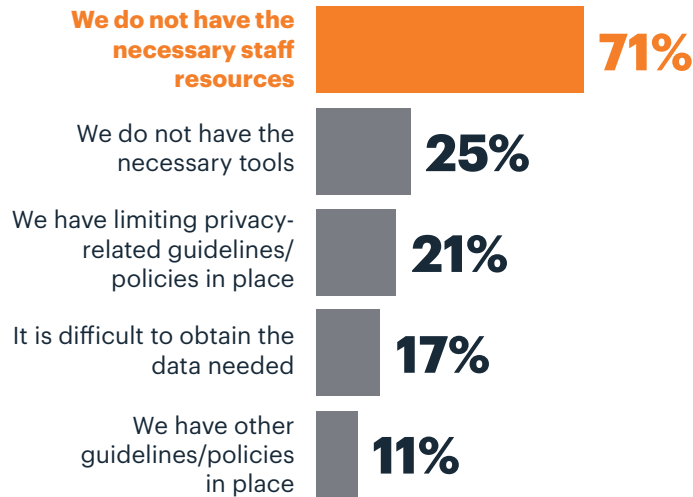 We do not have the
necessary staff
resources
71%
We do not have the
necessary tools
25%
We have limiting privacy-
related guidelines/
policies in place
21%
It is difficult to obtain the
data needed
17%
We have other
guidelines/policies
in place
11%